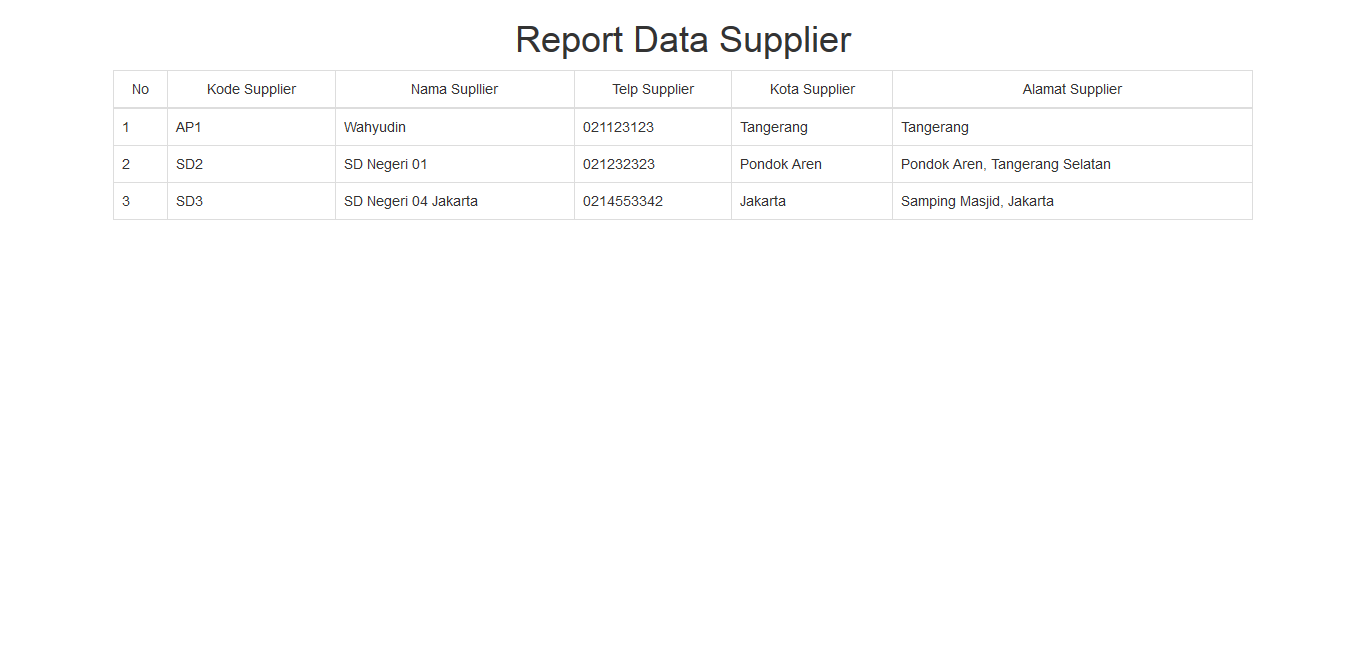 Report Data Supplier
No Kode Supplier Nama Supllier Telp Supplier Kota Supplier Alamat Supplier
1 AP1 Wahyudin 021123123 Tangerang Tangerang
2 SD2 SD Negeri 01 021232323 Pondok Aren Pondok Aren, Tangerang Selatan
3 SD3 SD Negeri 04 Jakarta 0214553342 Jakarta Samping Masjid, Jakarta